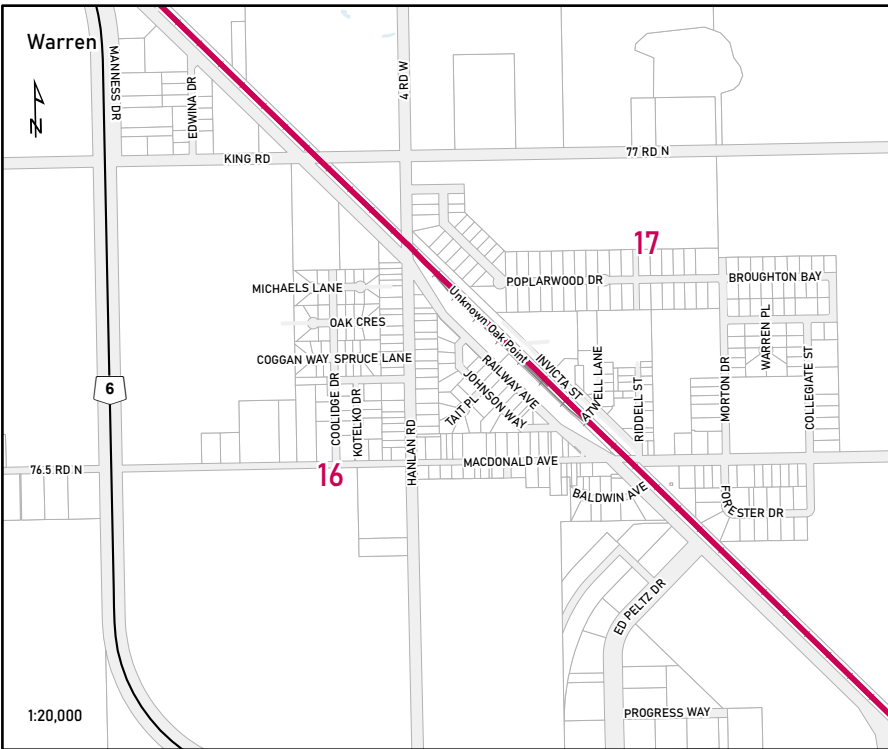 Warren
N
MANNESS DR
EDWINA DR
4 RD W
KING RD
77 RD N
17
MICHAELS LANE
POPLARWOOD DR
BROUGHTON BAY
OAK CRES
Unknown\Oak Point
INVICTA ST
WARREN PL
COGGAN WAY
SPRUCE LANE
RAILWAY AVE
ATWELL LANE
6
COOLIDGE DR
KOTELKO DR
JOHNSON WAY
TAIT PL
RIDDELL ST
MORTON DR
COLLEGIATE ST
HANLAN RD
76.5 RD N
16
MACDONALD AVE
BALDWIN AVE
FORESTER DR
ED PELTZ DR
1:20,000
PROGRESS WAY